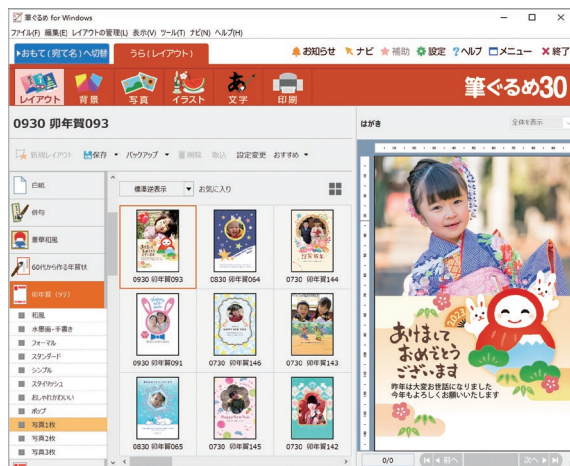 筆ぐるめ for Windows
ファイル(F) 編集(E) レイアウトの管理(L) 表示(V) ツール(T) ナビ(N) ヘルプ(H)
▶おもて(宛て名)へ切替 うら(レイアウト) お知らせ ナビ ★補助 設定 ?ヘルプ メニュー ×終了
レイアウト 背景 写真 イラスト 文字 印刷 筆ぐるめ30
0930 卯年賀093 はがき 全体を表示
新規レイアウト 保存 バックアップ 削除 取込 設定変更 おすすめ
白紙 標準逆表示 お気に入り
俳句
豪華和風
60代から作る年賀状
卯年賀 (97)
和風
水墨画・手書き
フォーマル
スタンダード
シンプル
スタイリッシュ
おしゃれかわいい
ポップ
写真1枚
写真2枚
写真3枚
0930 卯年賀093 0830 卯年賀064 0730 卯年賀144
0930 卯年賀091 0730 卯年賀146 0730 卯年賀143
0830 卯年賀065 0730 卯年賀145 0730 卯年賀142
2023
あけまして
おめでとう
ございます
昨年は大変お世話になりました
今年もよろしくお願いいたします
0/0 前へ 次へ